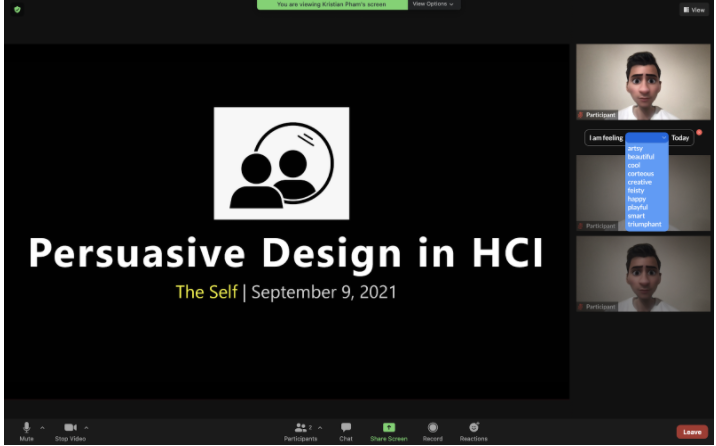 You are viewing Kristian Pham's screen
View Options
View
Participant
I am feeling
Today
artsy
beautiful
cool
corteous
creative
feisty
happy
playful
smart
triumphant
Participant
Persuasive Design in HCI
The Self | September 9, 2021
Participant
Mute
Stop Video
Participants
2
Chat
Share Screen
Record
Reactions
Leave